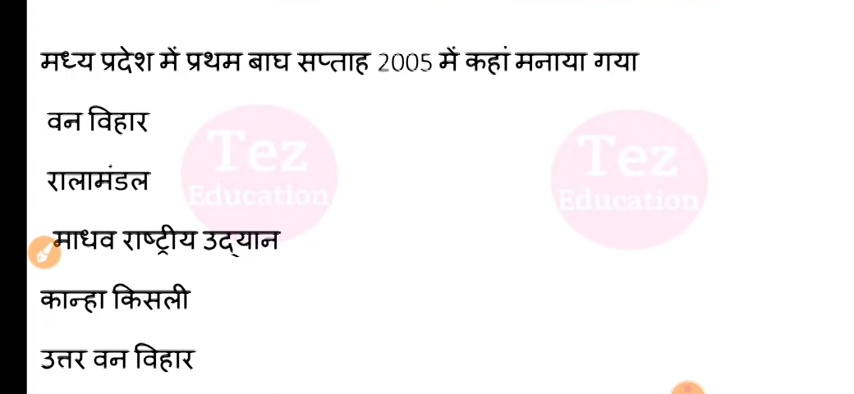 मध्य प्रदेश में प्रथम बाघ सप्ताह 2005 में कहां मनाया गया
वन विहार
रालामंडल
माधव राष्ट्रीय उद्यान
कान्हा किसली
उत्तर वन विहार
Tez
Education
Tez
Education